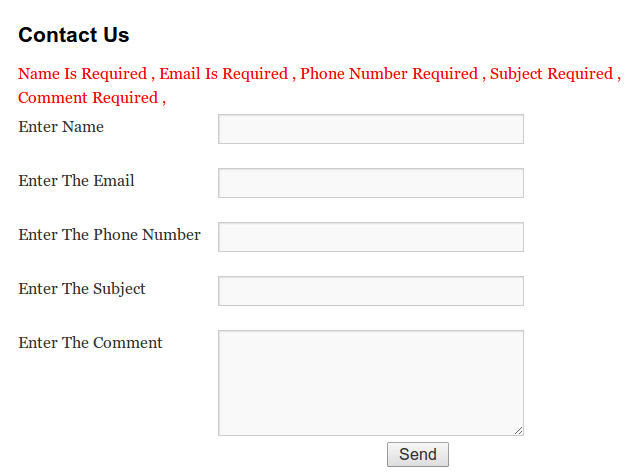 Contact Us
Name Is Required , Email Is Required , Phone Number Required , Subject Required ,
Comment Required ,
Enter Name
Enter The Email
Enter The Phone Number
Enter The Subject
Enter The Comment
Send